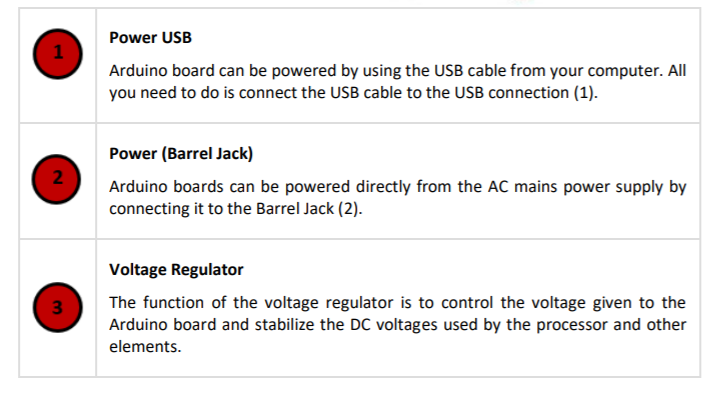 1
Power USB
Arduino board can be powered by using the USB cable from your computer. All
you need to do is connect the USB cable to the USB connection (1).
2
Power (Barrel Jack)
Arduino boards can be powered directly from the AC mains power supply by
connecting it to the Barrel Jack (2).
3
Voltage Regulator
The function of the voltage regulator is to control the voltage given to the
Arduino board and stabilize the DC voltages used by the processor and other
elements.